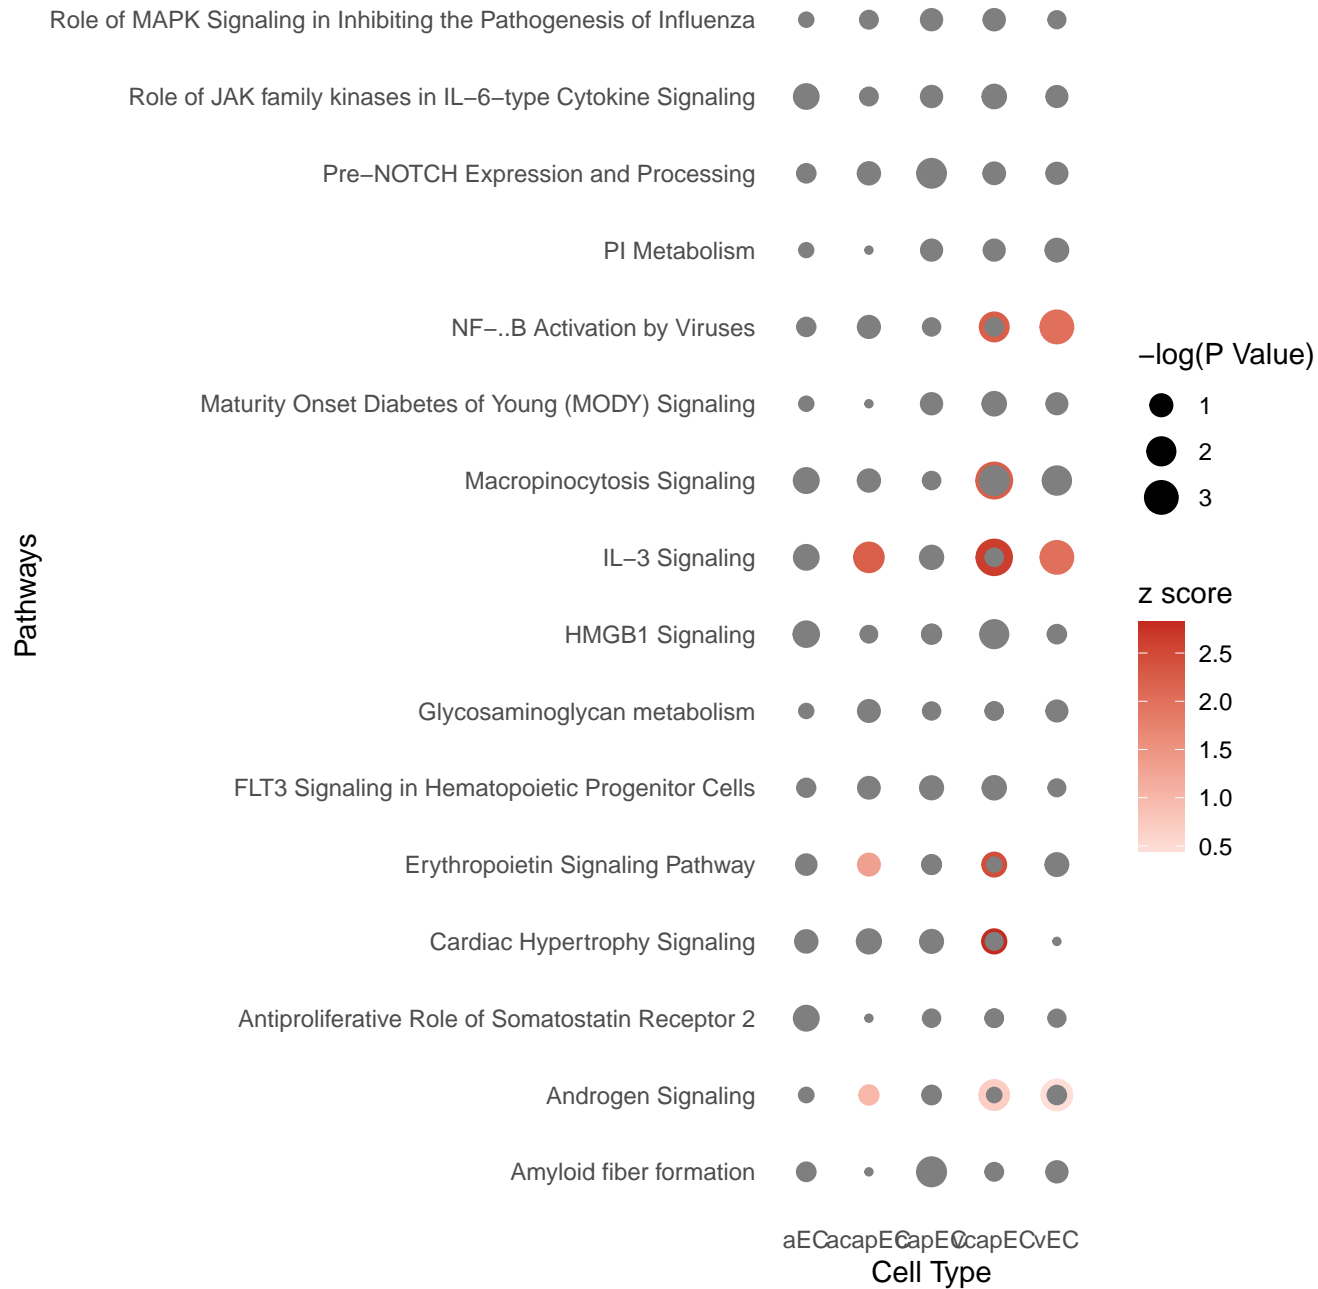 Role of MAPK Signaling in Inhibiting the Pathogenesis of Influenza
Role of JAK family kinases in IL−6−type Cytokine Signaling
Pre−NOTCH Expression and Processing
PI Metabolism
NF−..B Activation by Viruses
Maturity Onset Diabetes of Young (MODY) Signaling
Macropinocytosis Signaling
IL−3 Signaling
HMGB1 Signaling
Glycosaminoglycan metabolism
FLT3 Signaling in Hematopoietic Progenitor Cells
Erythropoietin Signaling Pathway
Cardiac Hypertrophy Signaling
Antiproliferative Role of Somatostatin Receptor 2
Androgen Signaling
Amyloid fiber formation
Pathways
aEC acapEC capEC vcapEC vEC
Cell Type
−log(P Value)
1
2
3
z score
2.5
2.0
1.5
1.0
0.5